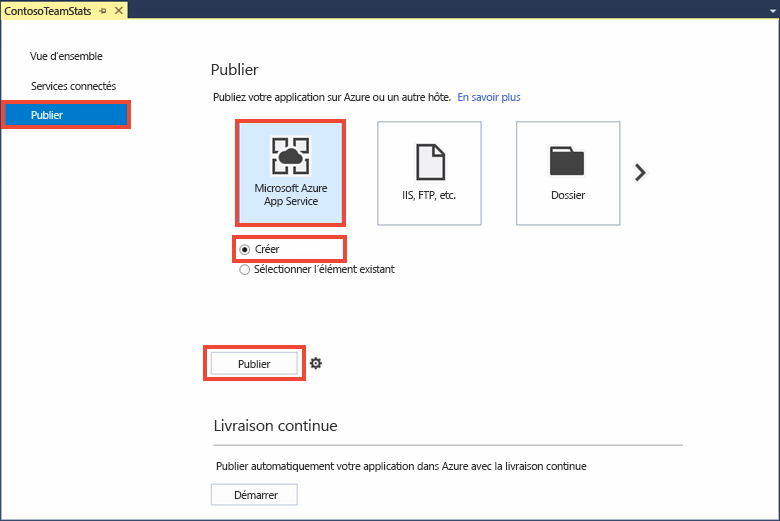 ContosoTeamStats
Vue d'ensemble
Services connectés
Publier
Publier
Publiez votre application sur Azure ou un autre hôte. En savoir plus
Microsoft Azure
App Service
IIS, FTP, etc.
Dossier
Créer
Sélectionner l'élément existant
Publier
Livraison continue
Publier automatiquement votre application dans Azure avec la livraison continue
Démarrer